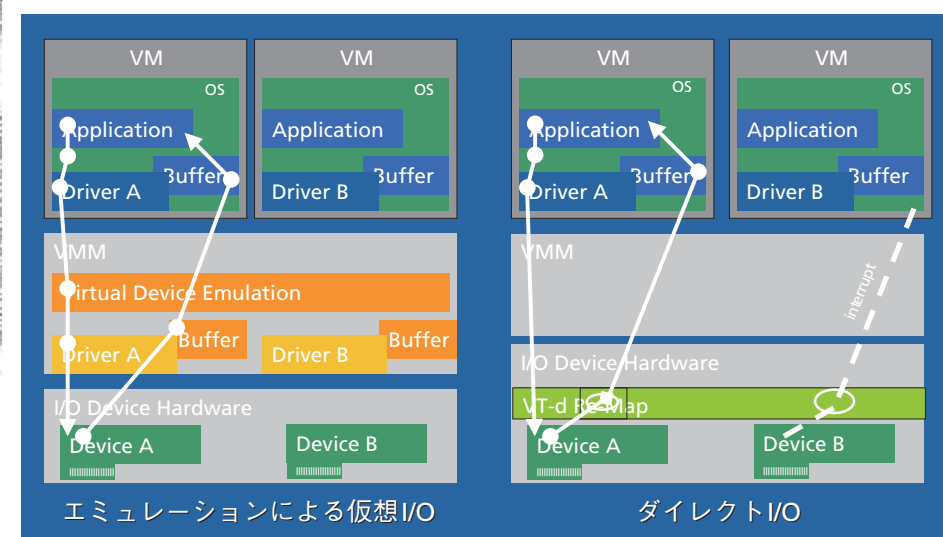 VM
OS
Application
Buffer
Driver A
VM
OS
Application
Buffer
Driver B
VMM
Virtual Device Emulation
Buffer
Driver A
Buffer
Driver B
I/O Device Hardware
Device A
Device B
エミュレーションによる仮想I/O
VM
OS
Application
Buffer
Driver A
VM
OS
Application
Buffer
Driver B
VMM
interrupt
I/O Device Hardware
VT-d Re-Map
Device A
Device B
ダイレクトI/O